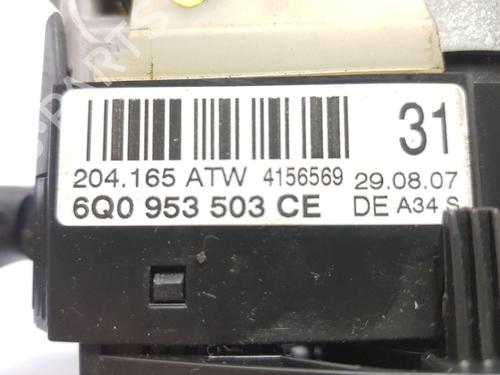 31
204.165 ATW 4156569 29.08.07
6Q0 953 503 CE DE A34 S